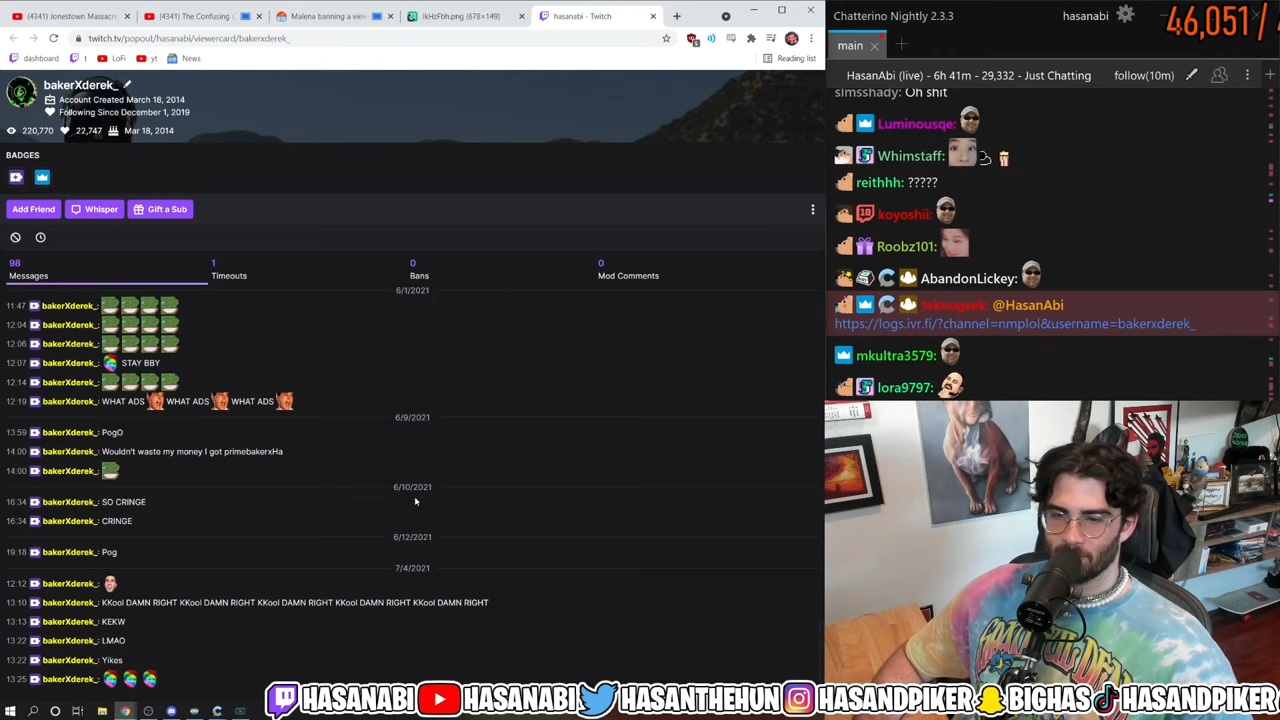 (4341) Jonestown Massacre
(4341) The Confusing C
Malena banning a view
lkHzFbh.png (678×149)
hasanabi - Twitch
twitch.tv/popout/hasanabi/viewercard/bakerxderek_
dashboard
t
LoFi
yt
News
Reading list
bakerXderek_
Account Created March 18, 2014
Following Since December 1, 2019
220,770
22,747
Mar 18, 2014
BADGES
Add Friend
Whisper
Gift a Sub
98 Messages
1 Timeouts
0 Bans
0 Mod Comments
6/1/2021
11:47 bakerXderek_:
12:04 bakerXderek_:
12:06 bakerXderek_:
12:07 bakerXderek_: STAY BBY
12:14 bakerXderek_:
12:19 bakerXderek_: WHAT ADS WHAT ADS WHAT ADS
6/9/2021
13:59 bakerXderek_: PogO
14:00 bakerXderek_: Wouldn't waste my money I got primebakerxHa
14:00 bakerXderek_:
6/10/2021
16:34 bakerXderek_: SO CRINGE
16:34 bakerXderek_: CRINGE
6/12/2021
19:18 bakerXderek_: Pog
7/4/2021
12:12 bakerXderek_:
13:10 bakerXderek_: KKool DAMN RIGHT KKool DAMN RIGHT KKool DAMN RIGHT KKool DAMN RIGHT KKool DAMN RIGHT
13:13 bakerXderek_: KEKW
13:22 bakerXderek_: LMAO
13:22 bakerXderek_: Yikes
13:25 bakerXderek_:
Chatterino Nightly 2.3.3
hasanabi
46,051 /
main
HasanAbi (live) - 6h 41m - 29,332 - Just Chatting
follow(10m)
simsshady: Oh shit
Luminousqe:
Whimstaff:
reithhh: ?????
koyoshii:
Roobz101:
AbandonLickey:
teknogeek: @HasanAbi
https://logs.ivr.fi/?channel=nmplol&username=bakerxderek_
mkultra3579:
lora9797:
HASANABI
HASANABI
HASANTHEHUN
HASANDPIKER
BIGHAS
HASANDPIKER